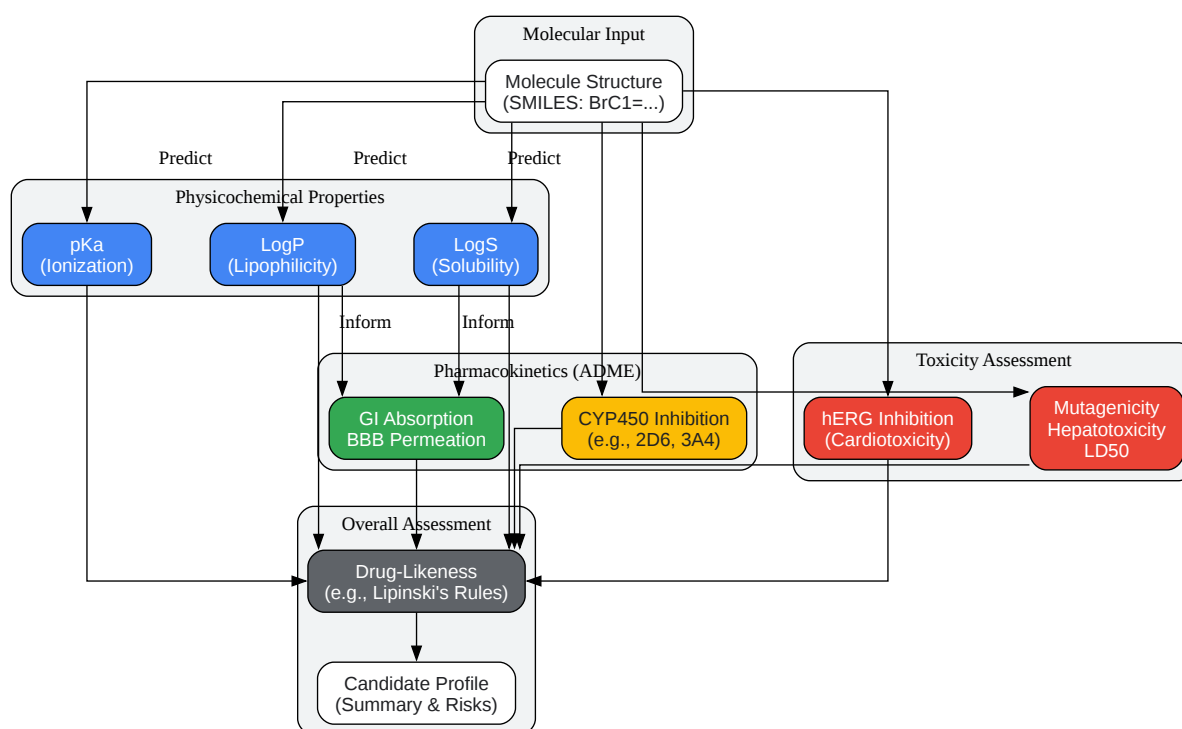 Molecular Input
Molecule Structure
(SMILES: BrC1=...)
Predict
Predict
Predict
Physicochemical Properties
pKa
(Ionization)
LogP
(Lipophilicity)
LogS
(Solubility)
Inform
Inform
Pharmacokinetics (ADME)
GI Absorption
BBB Permeation
CYP450 Inhibition
(e.g., 2D6, 3A4)
Toxicity Assessment
hERG Inhibition
(Cardiotoxicity)
Mutagenicity
Hepatotoxicity
LD50
Overall Assessment
Drug-Likeness
(e.g., Lipinski's Rules)
Candidate Profile
(Summary & Risks)